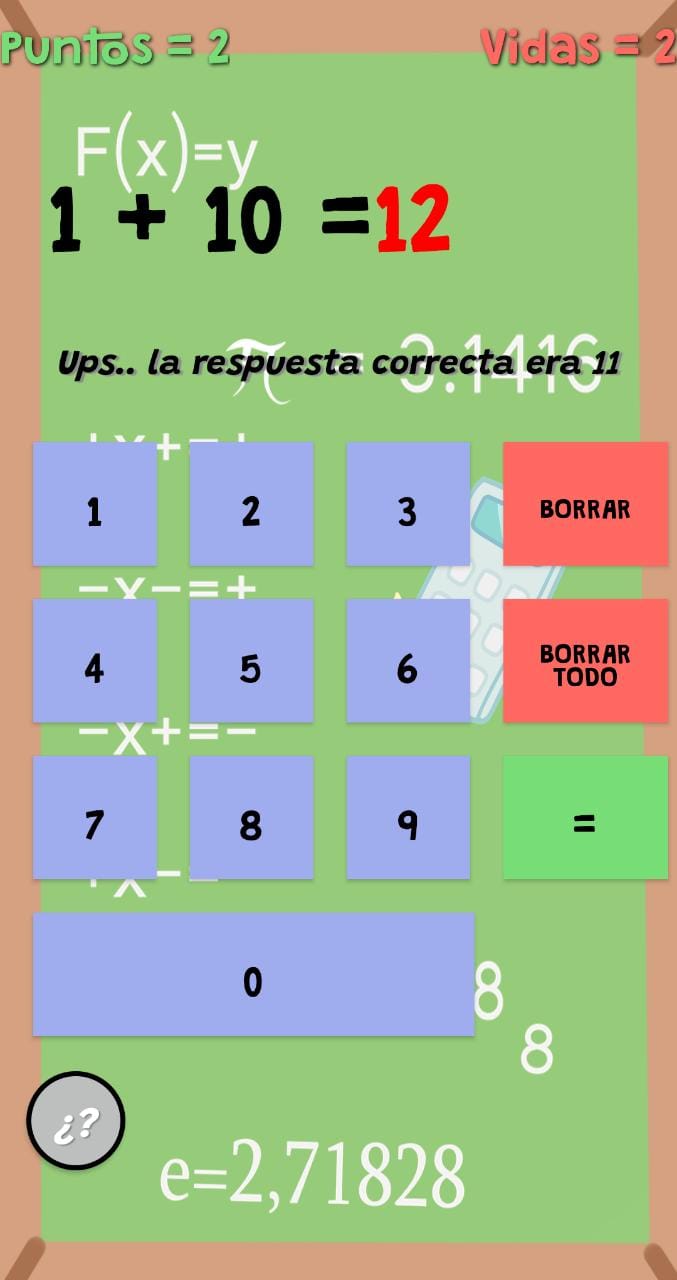 Puntos = 2
Vidas = 2
F(x)=y
1 + 10 =12
π = 3.1416
Ups.. la respuesta correcta era 11
1
2
3
BORRAR
-x-=+
4
5
6
BORRAR TODO
-x+=-
7
8
9
=
0
8
8
¿?
e=2,71828